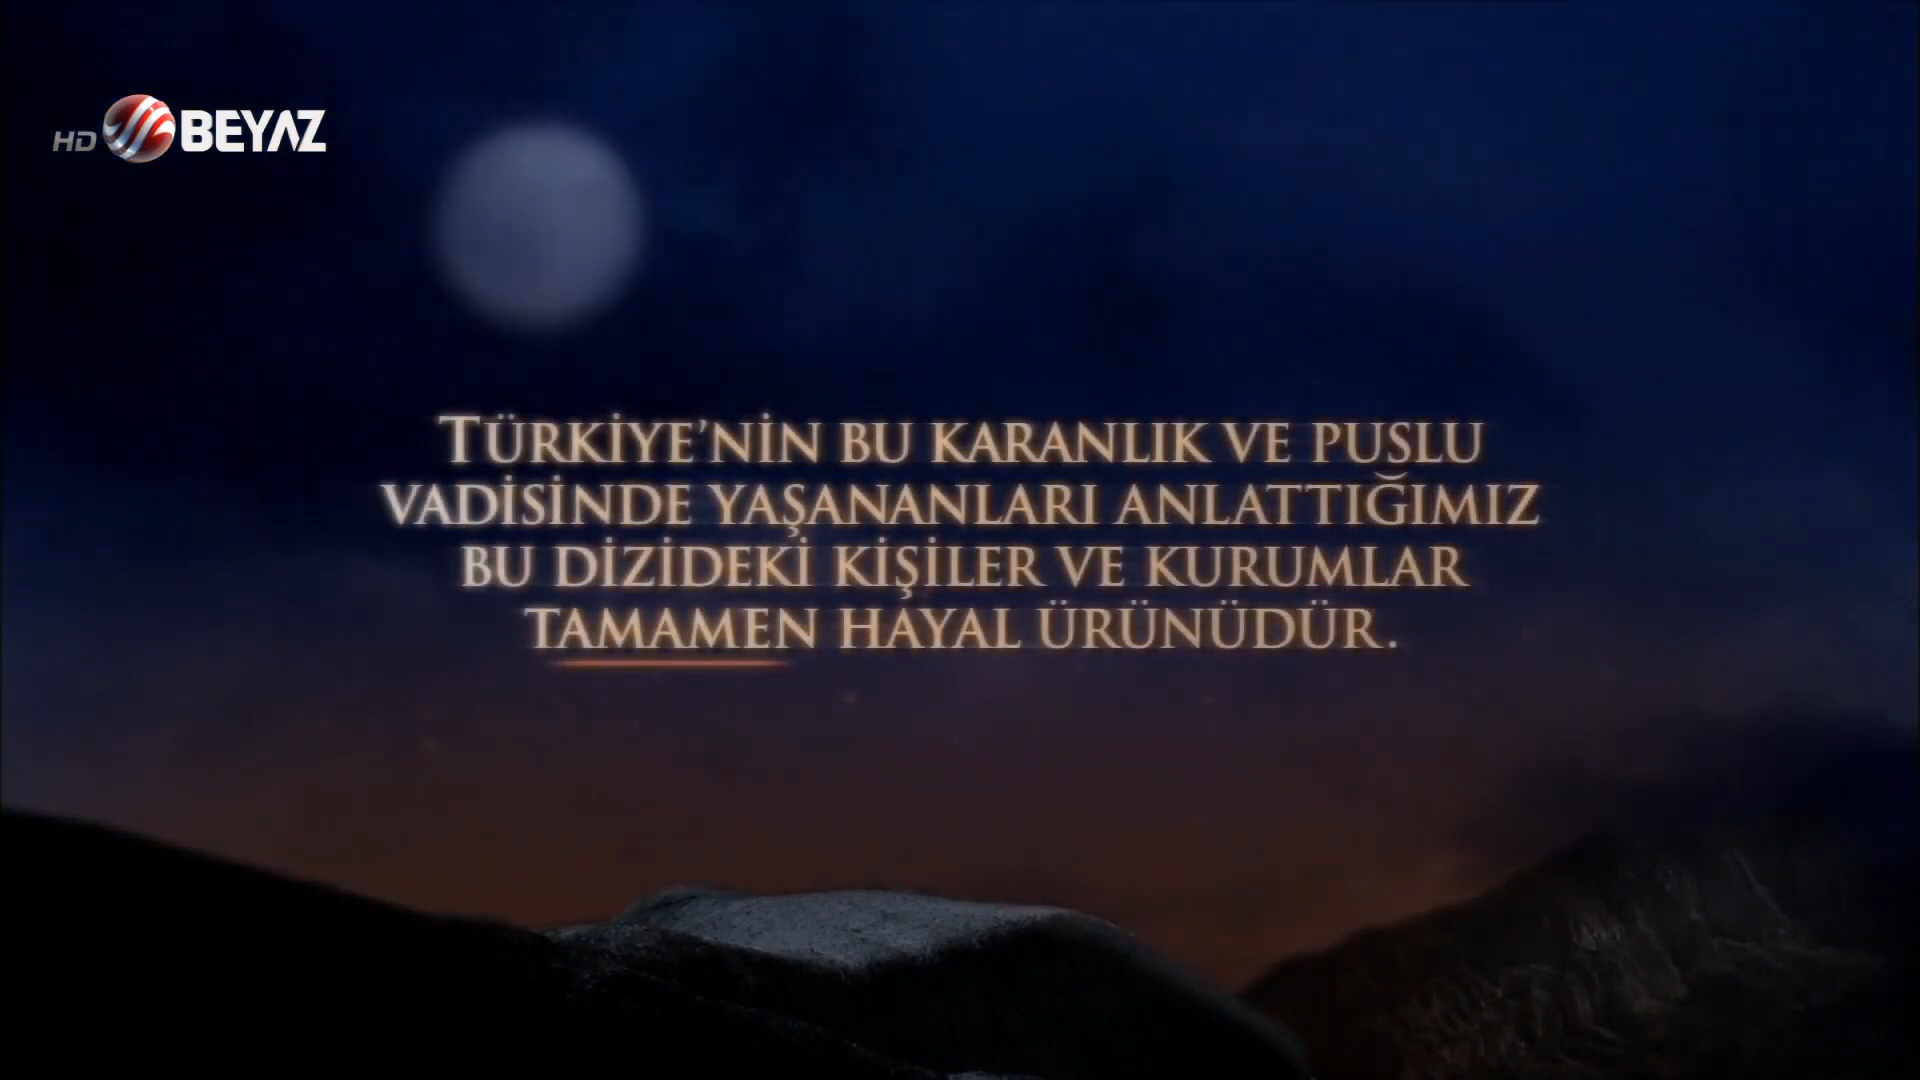 HD BEYAZ
TÜRKİYE'NİN BU KARANLIK VE PUSLU
VADİSİNDE YAŞANANLARI ANLATTIĞIMIZ
BU DİZİDEKİ KİŞİLER VE KURUMLAR
TAMAMEN HAYAL ÜRÜNÜDÜR.